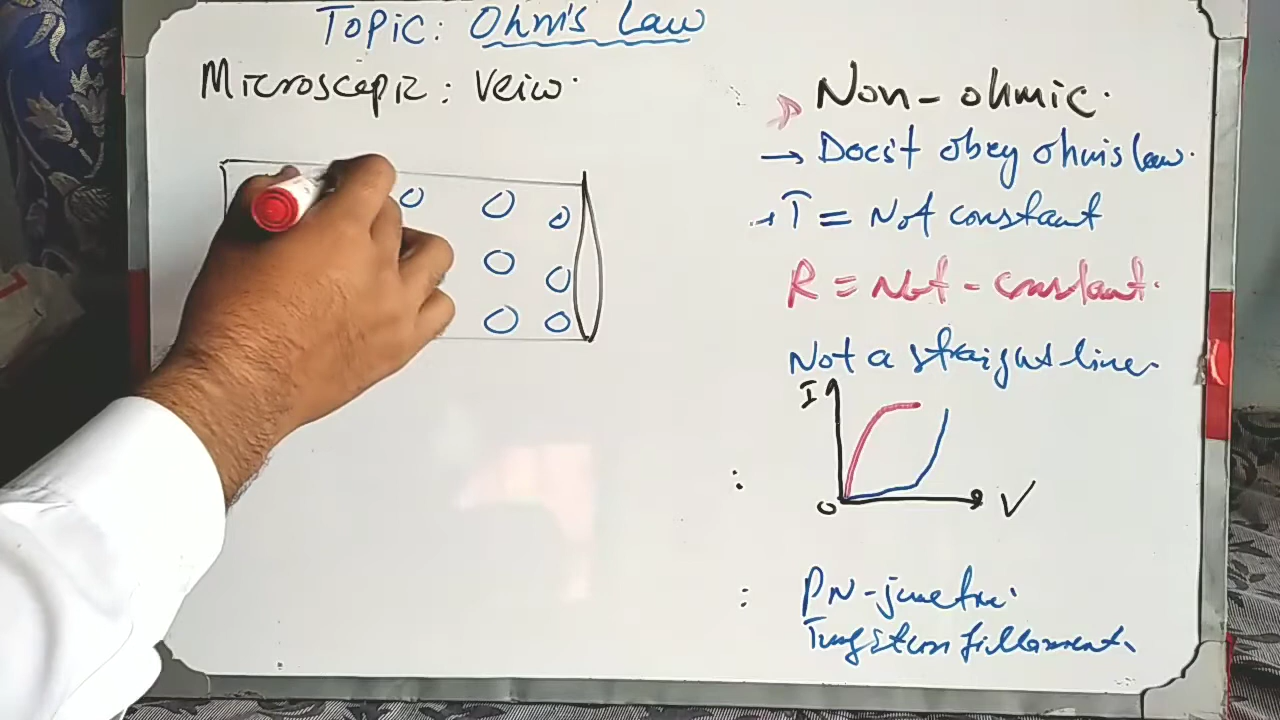 Topic: Ohm's Law
Microscopic: Veiw.
Non-ohmic.
→ Does't obey ohm's law.
→ T = Not constant
R = Not-constant.
Not a straight line
I
O
V
: PN-junction.
Tungstem fillament.